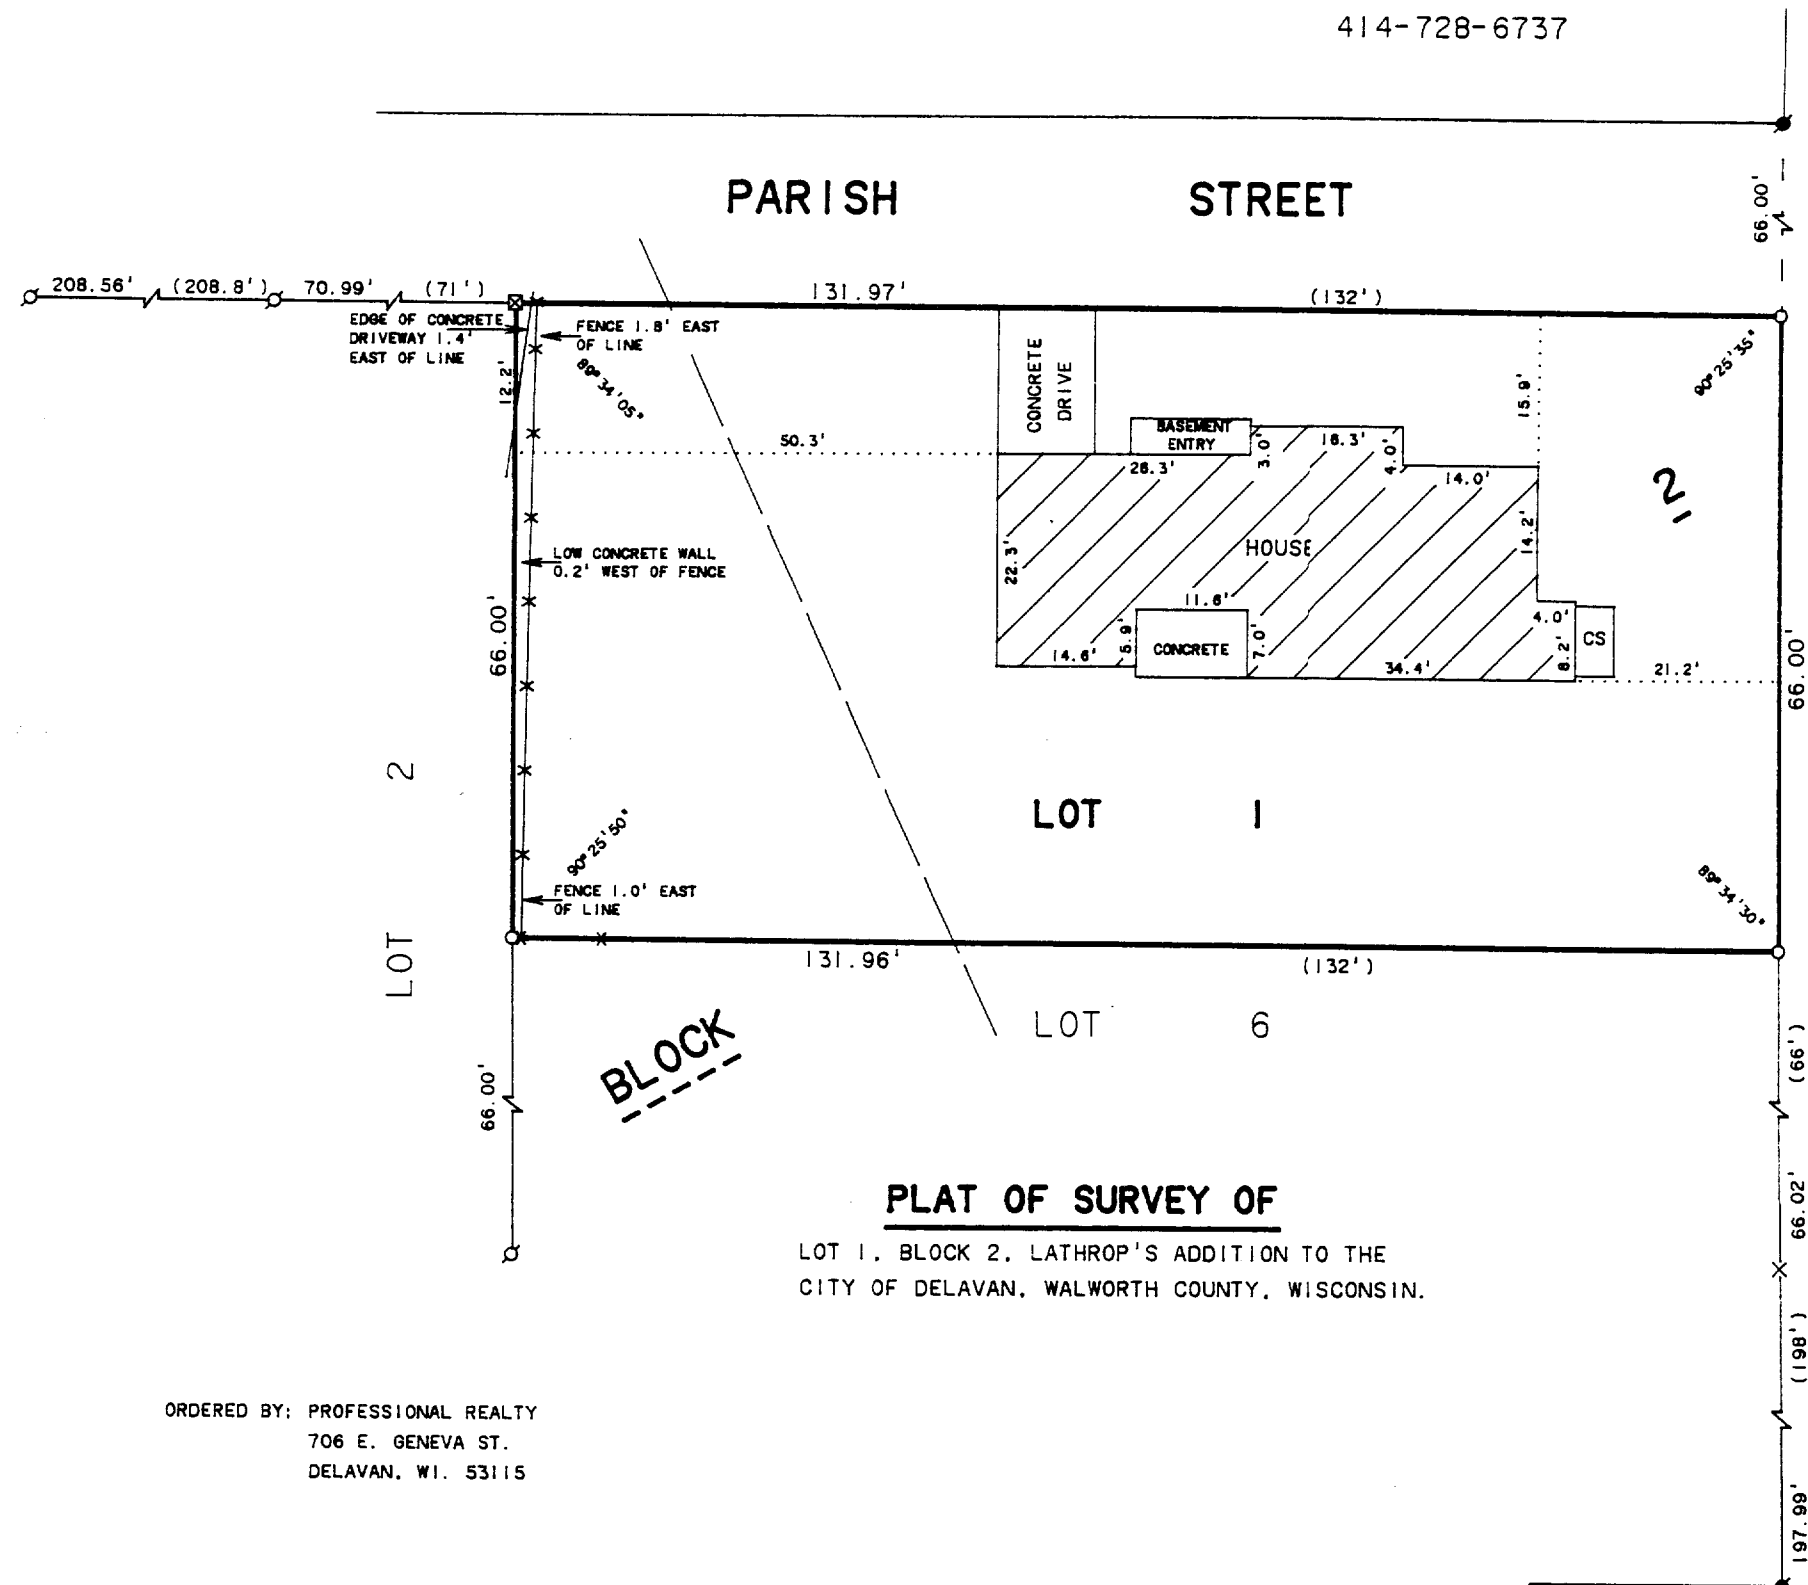 414-728-6737
PARISH STREET
66.00'
208.56' (208.8') 70.99' (71') 131.97' (132')
EDGE OF CONCRETE
DRIVEWAY 1.4'
EAST OF LINE
FENCE 1.8' EAST
OF LINE
12.2'
89°34'05"
CONCRETE
DRIVE
15.9'
90°25'35"
50.3'
BASEMENT
ENTRY
26.3'
3.0'
16.3'
4.0'
14.0'
2
LOW CONCRETE WALL
0.2' WEST OF FENCE
22.3'
HOUSE
14.2'
66.00'
11.6'
14.6'
5.9'
CONCRETE
7.0'
34.4'
4.0'
8.2'
CS
21.2'
66.00'
LOT 2
LOT 1
90°25'50"
FENCE 1.0' EAST
OF LINE
89°34'30"
131.96' (132')
LOT 6
BLOCK
66.00'
(66')
66.02'
PLAT OF SURVEY OF
LOT 1, BLOCK 2, LATHROP'S ADDITION TO THE
CITY OF DELAVAN, WALWORTH COUNTY, WISCONSIN.
(198')
197.99'
ORDERED BY: PROFESSIONAL REALTY
706 E. GENEVA ST.
DELAVAN, WI. 53115